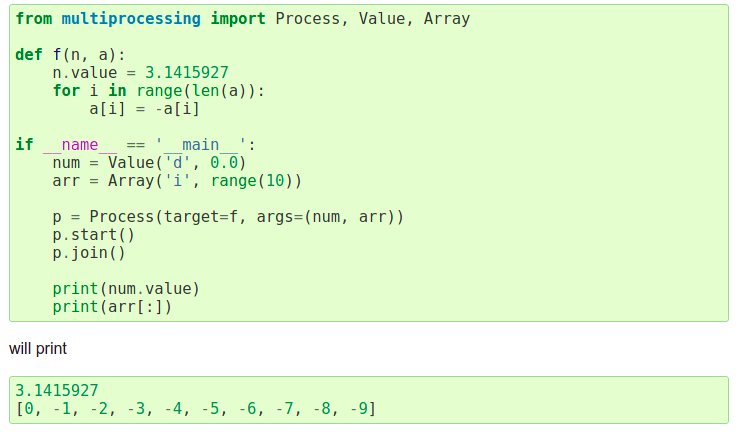 from multiprocessing import Process, Value, Array

def f(n, a):
    n.value = 3.1415927
    for i in range(len(a)):
        a[i] = -a[i]

if __name__ == '__main__':
    num = Value('d', 0.0)
    arr = Array('i', range(10))

    p = Process(target=f, args=(num, arr))
    p.start()
    p.join()

    print(num.value)
    print(arr[:])
will print
3.1415927
[0, -1, -2, -3, -4, -5, -6, -7, -8, -9]